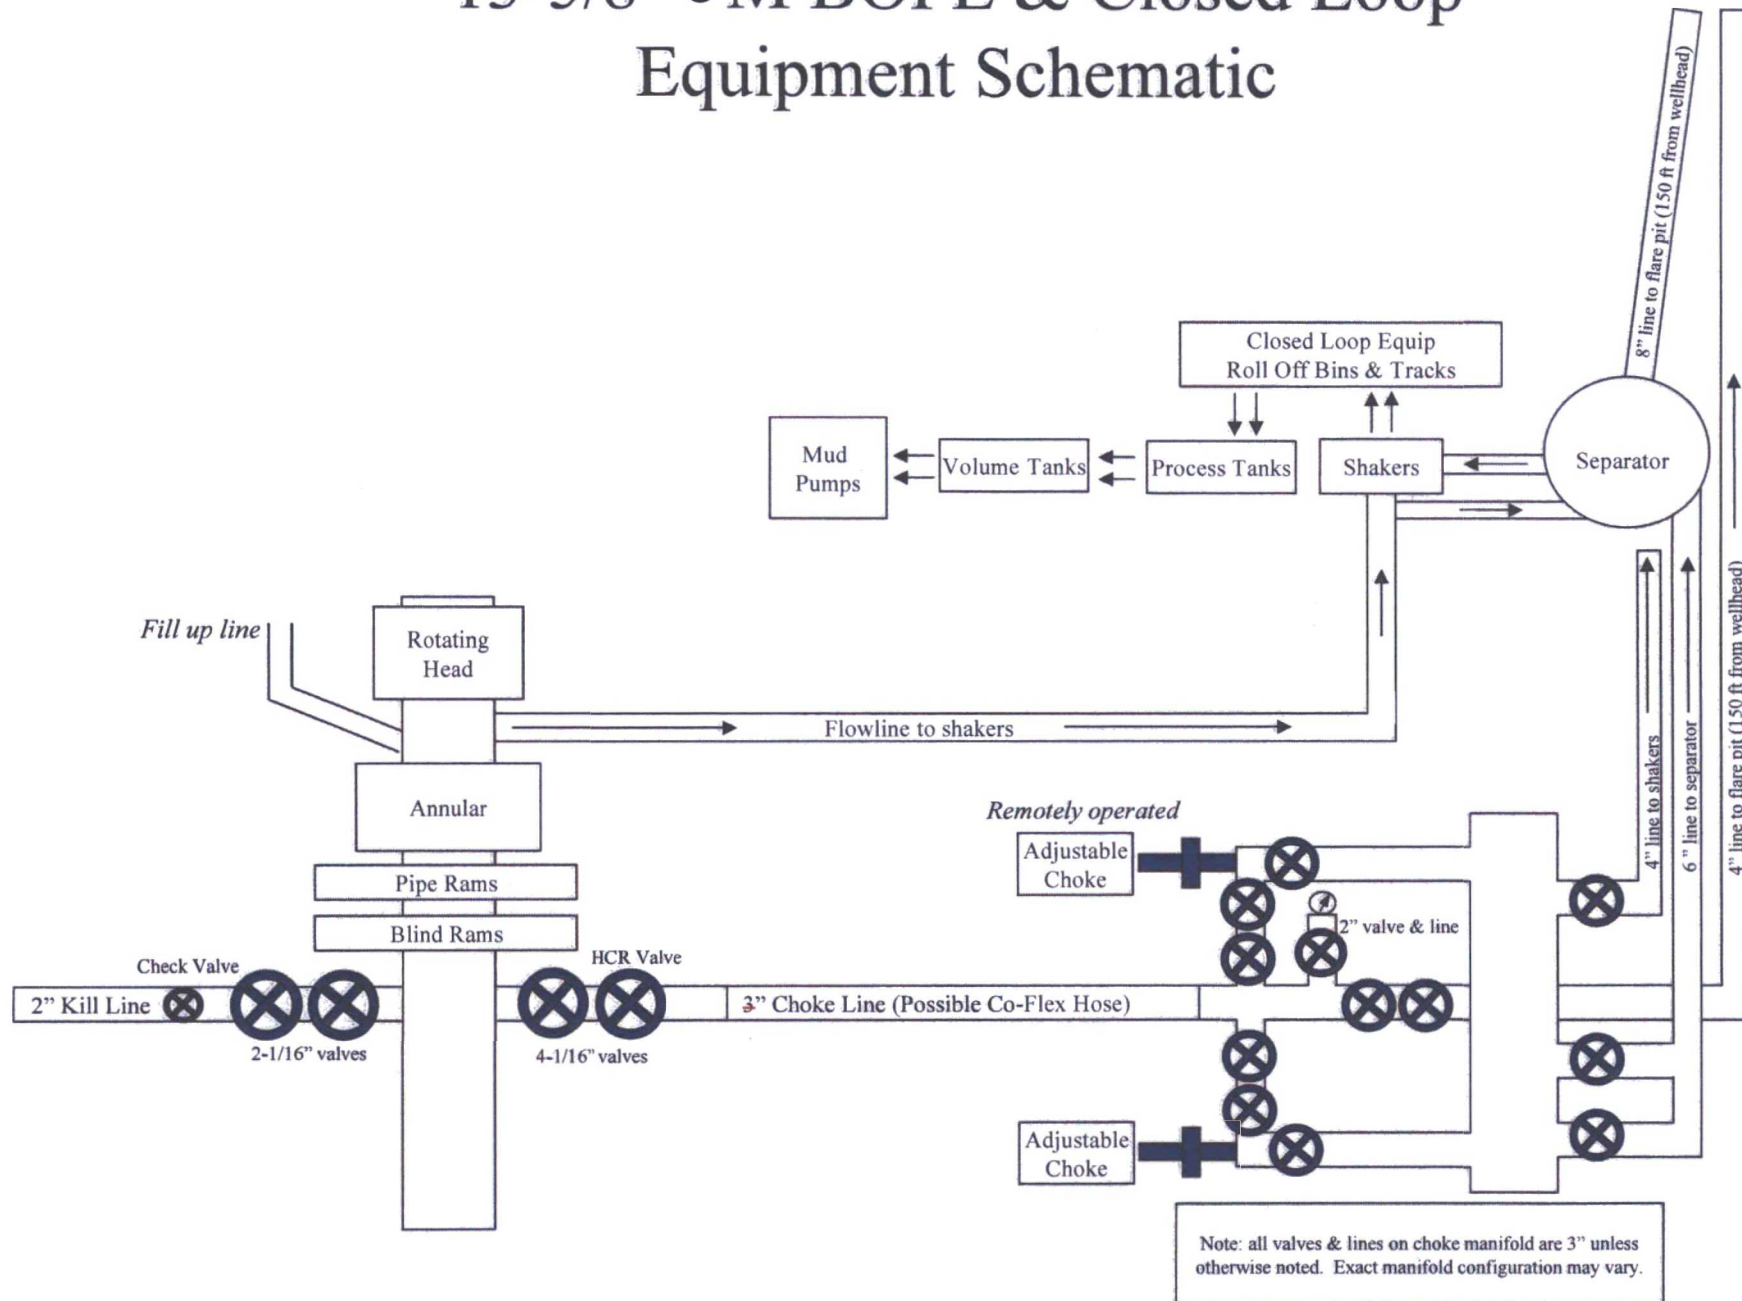 BOPE & Closed Loop
Equipment Schematic
8” line to flare pit (150 ft from wellhead)
Closed Loop Equip
Roll Off Bins & Tracks
Mud
Pumps
Volume Tanks
Process Tanks
Shakers
Separator
Fill up line
Rotating
Head
Flowline to shakers
Annular
Pipe Rams
Blind Rams
Remotely operated
Adjustable
Choke
4” line to shakers
6 ” line to separator
4” line to flare pit (150 ft from wellhead)
2” valve & line
Check Valve
HCR Valve
2” Kill Line
3” Choke Line (Possible Co-Flex Hose)
2-1/16” valves
4-1/16” valves
Adjustable
Choke
Note: all valves & lines on choke manifold are 3” unless
otherwise noted. Exact manifold configuration may vary.